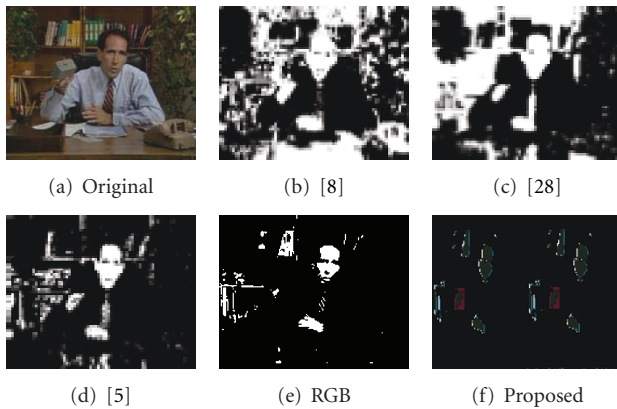 (a) Original
(b) [8]
(c) [28]
(d) [5]
(e) RGB
(f) Proposed